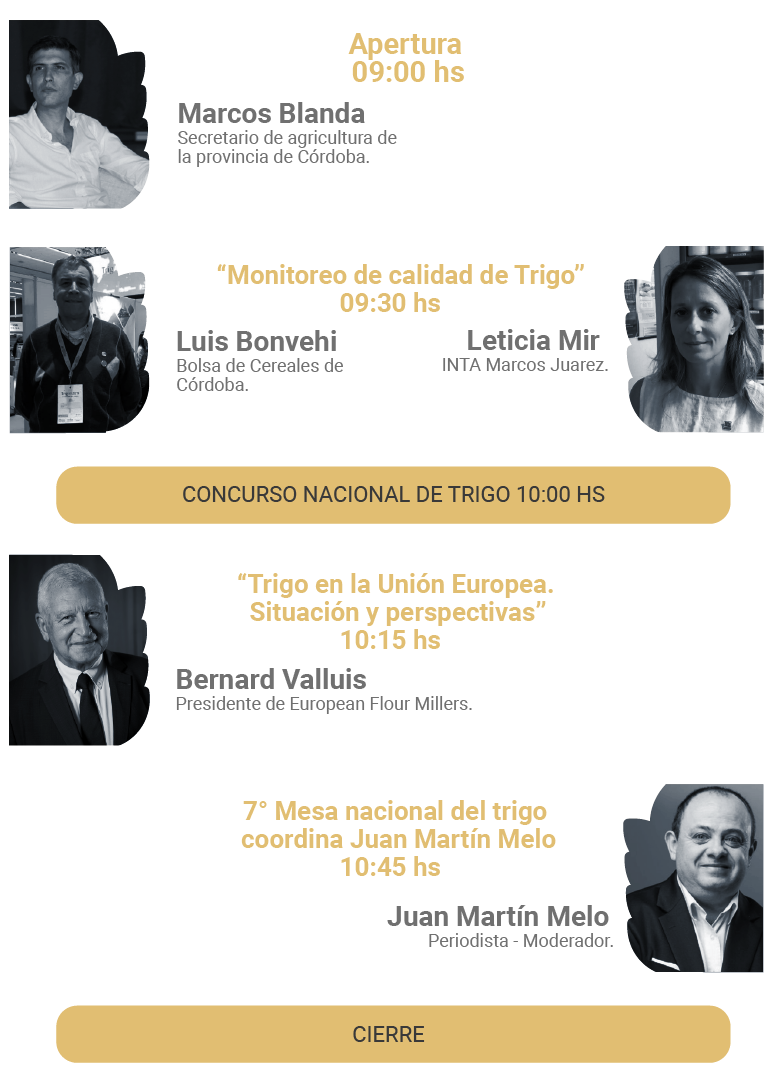 Apertura
09:00 hs
Marcos Blanda
Secretario de agricultura de
la provincia de Córdoba.
“Monitoreo de calidad de Trigo”
09:30 hs
Luis Bonvehi
Bolsa de Cereales de
Córdoba.
Leticia Mir
INTA Marcos Juarez.
CONCURSO NACIONAL DE TRIGO 10:00 HS
“Trigo en la Unión Europea.
Situación y perspectivas”
10:15 hs
Bernard Valluis
Presidente de European Flour Millers.
7° Mesa nacional del trigo
coordina Juan Martín Melo
10:45 hs
Juan Martín Melo
Periodista - Moderador.
CIERRE